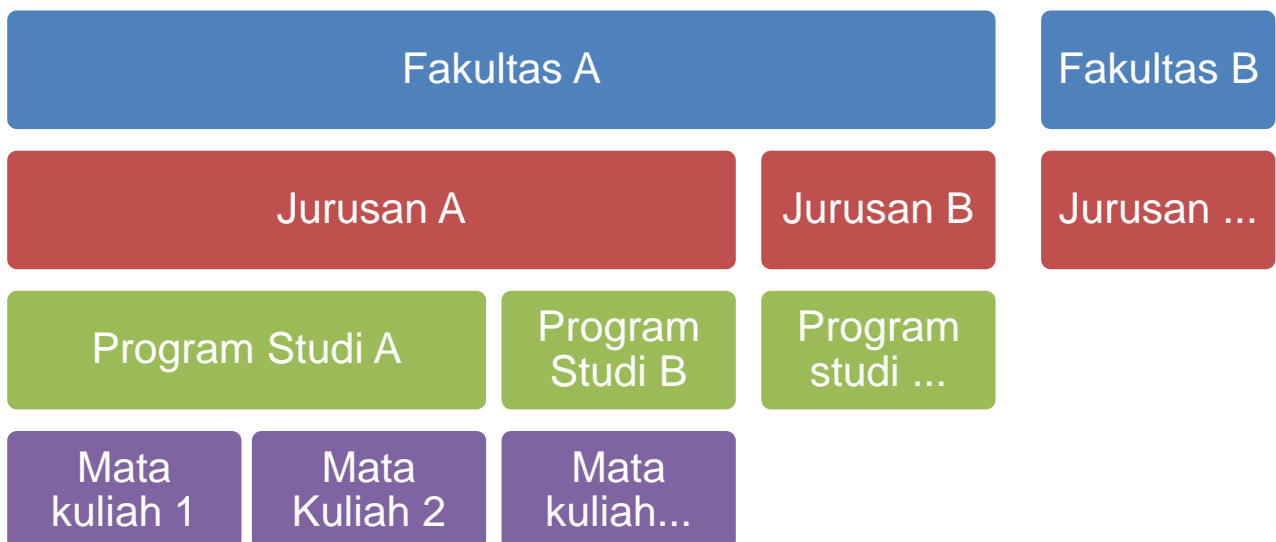 Fakultas A
Fakultas B
Jurusan A
Jurusan B
Jurusan ...
Program Studi A
Program
Studi B
Program
studi ...
Mata
kuliah 1
Mata
Kuliah 2
Mata
kuliah...